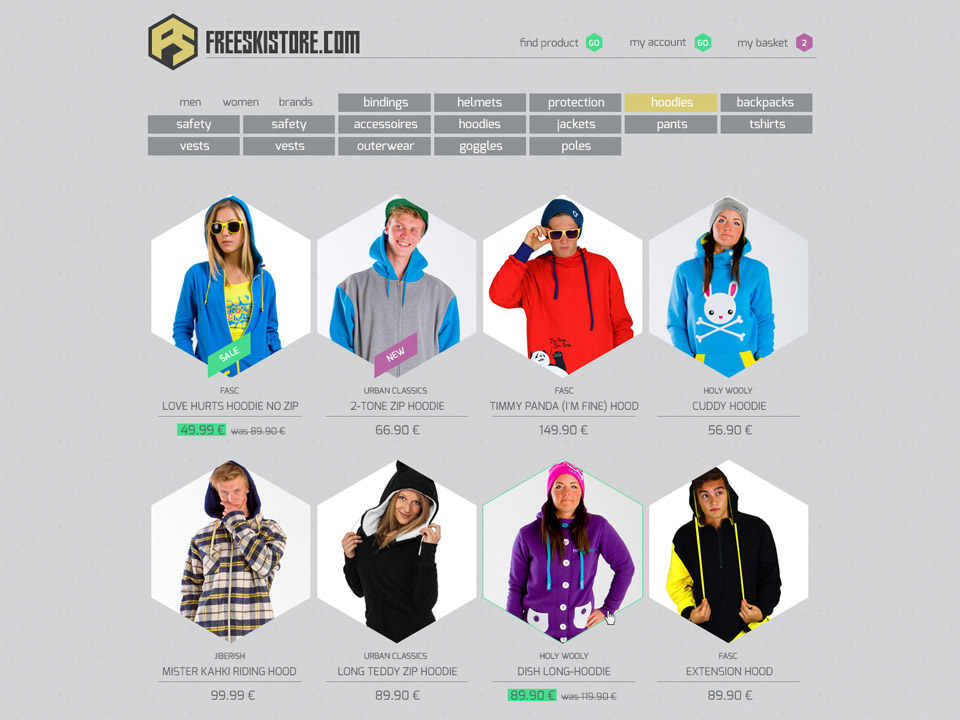 FREESKISTORE.COM
find product GO my account GO my basket 2
men women brands bindings helmets protection hoodies backpacks
safety safety accessoires hoodies jackets pants tshirts
vests vests outerwear goggles poles
SALE
NEW
FASC
LOVE HURTS HOODIE NO ZIP
49.99 € was 89.90 €
URBAN CLASSICS
2-TONE ZIP HOODIE
66.90 €
FASC
TIMMY PANDA (I'M FINE) HOOD
149.90 €
HOLY WOOLY
CUDDY HOODIE
56.90 €
JIBERISH
MISTER KAHKI RIDING HOOD
99.99 €
URBAN CLASSICS
LONG TEDDY ZIP HOODIE
89.90 €
HOLY WOOLY
DISH LONG-HOODIE
89.90 € was 119.90 €
FASC
EXTENSION HOOD
89.90 €